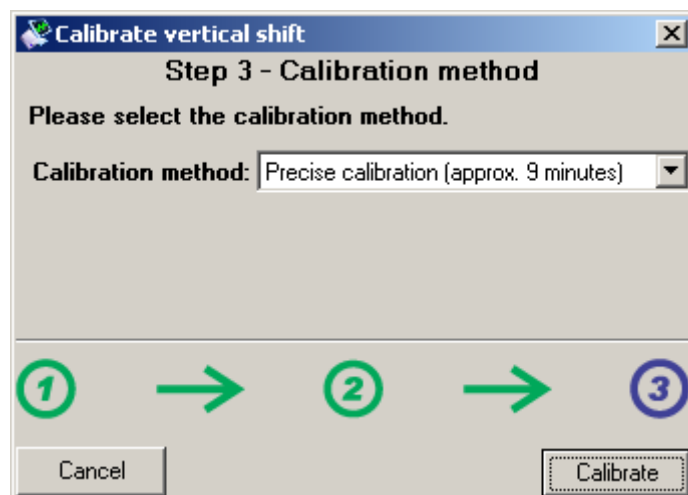 Calibrate vertical shift
Step 3 - Calibration method
Please select the calibration method.
Calibration method: Precise calibration (approx. 9 minutes)
1 2 3
Cancel Calibrate